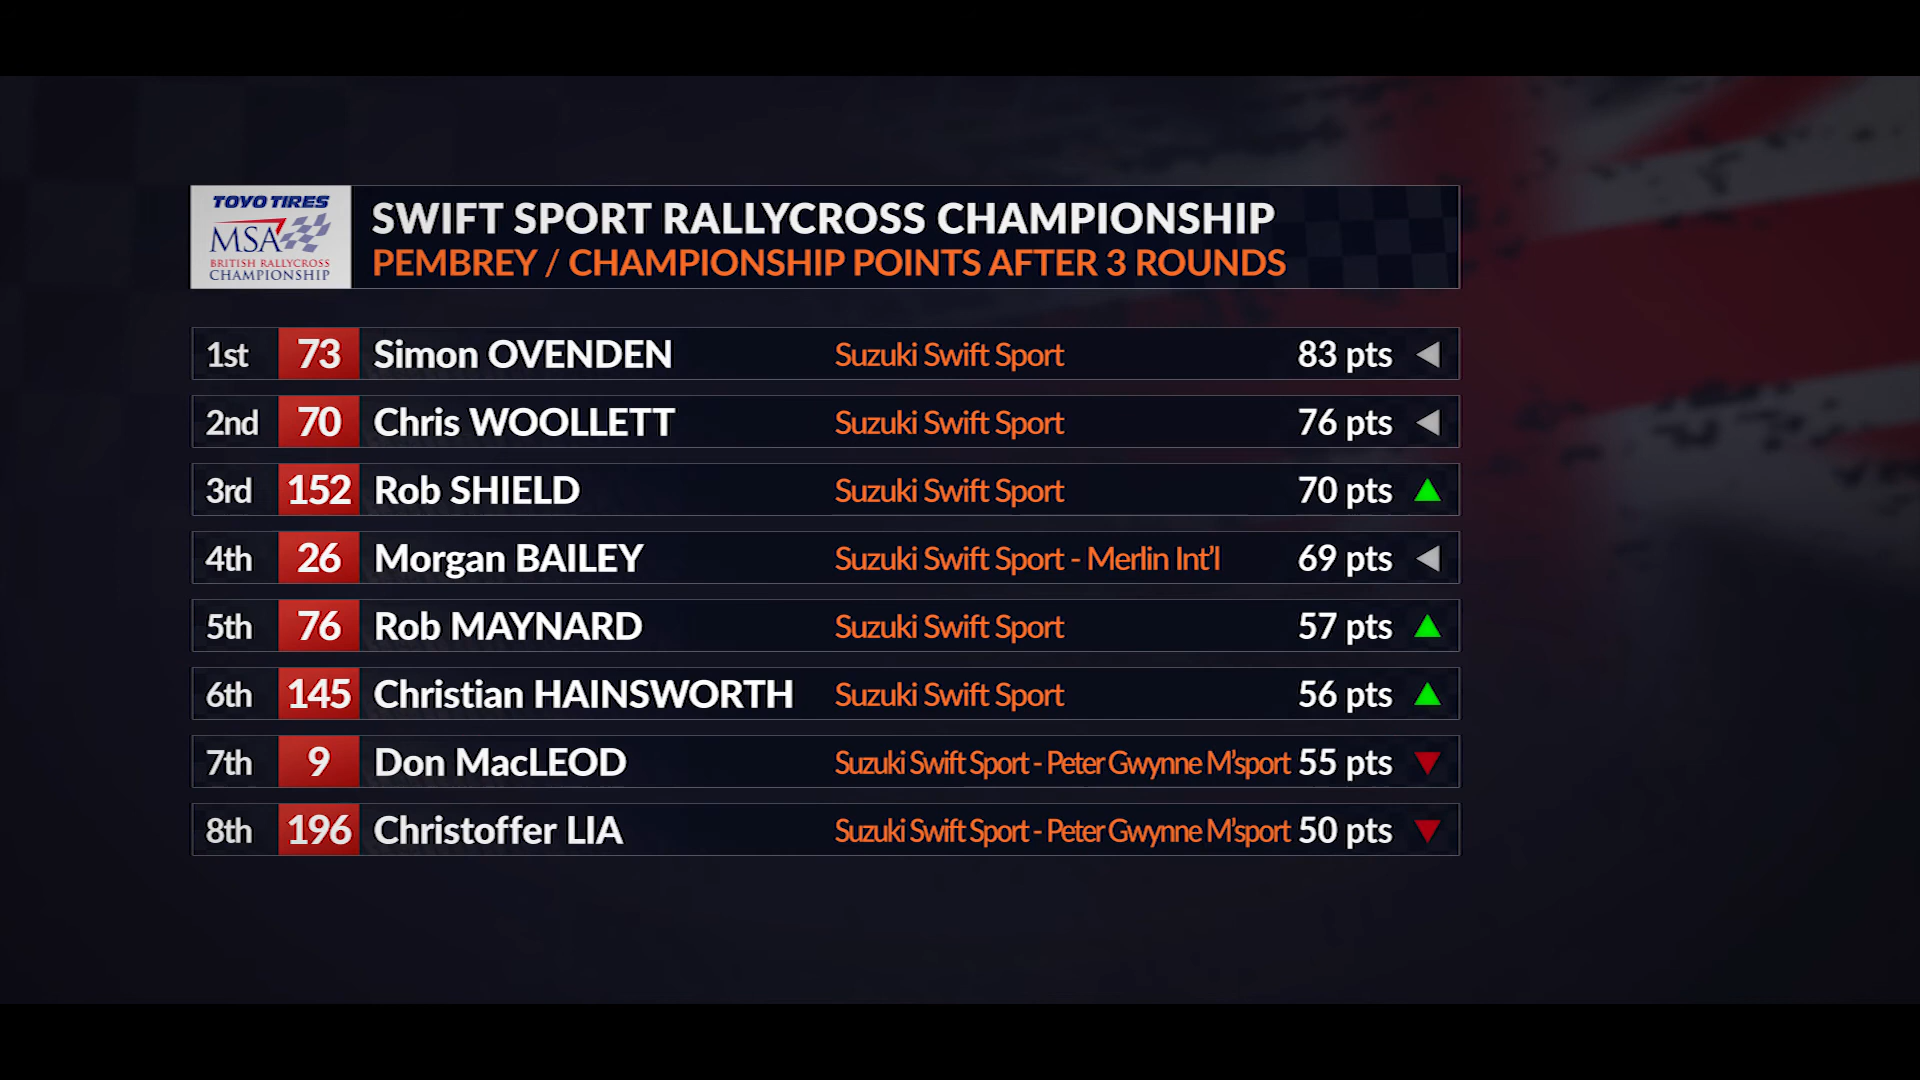 TOYO TIRES
MSA
BRITISH RALLYCROSS
CHAMPIONSHIP
SWIFT SPORT RALLYCROSS CHAMPIONSHIP
PEMBREY / CHAMPIONSHIP POINTS AFTER 3 ROUNDS
1st 73 Simon OVENDEN Suzuki Swift Sport 83 pts
2nd 70 Chris WOOLLETT Suzuki Swift Sport 76 pts
3rd 152 Rob SHIELD Suzuki Swift Sport 70 pts
4th 26 Morgan BAILEY Suzuki Swift Sport - Merlin Int'l 69 pts
5th 76 Rob MAYNARD Suzuki Swift Sport 57 pts
6th 145 Christian HAINSWORTH Suzuki Swift Sport 56 pts
7th 9 Don MacLEOD Suzuki Swift Sport - Peter Gwynne M'sport 55 pts
8th 196 Christoffer LIA Suzuki Swift Sport - Peter Gwynne M'sport 50 pts